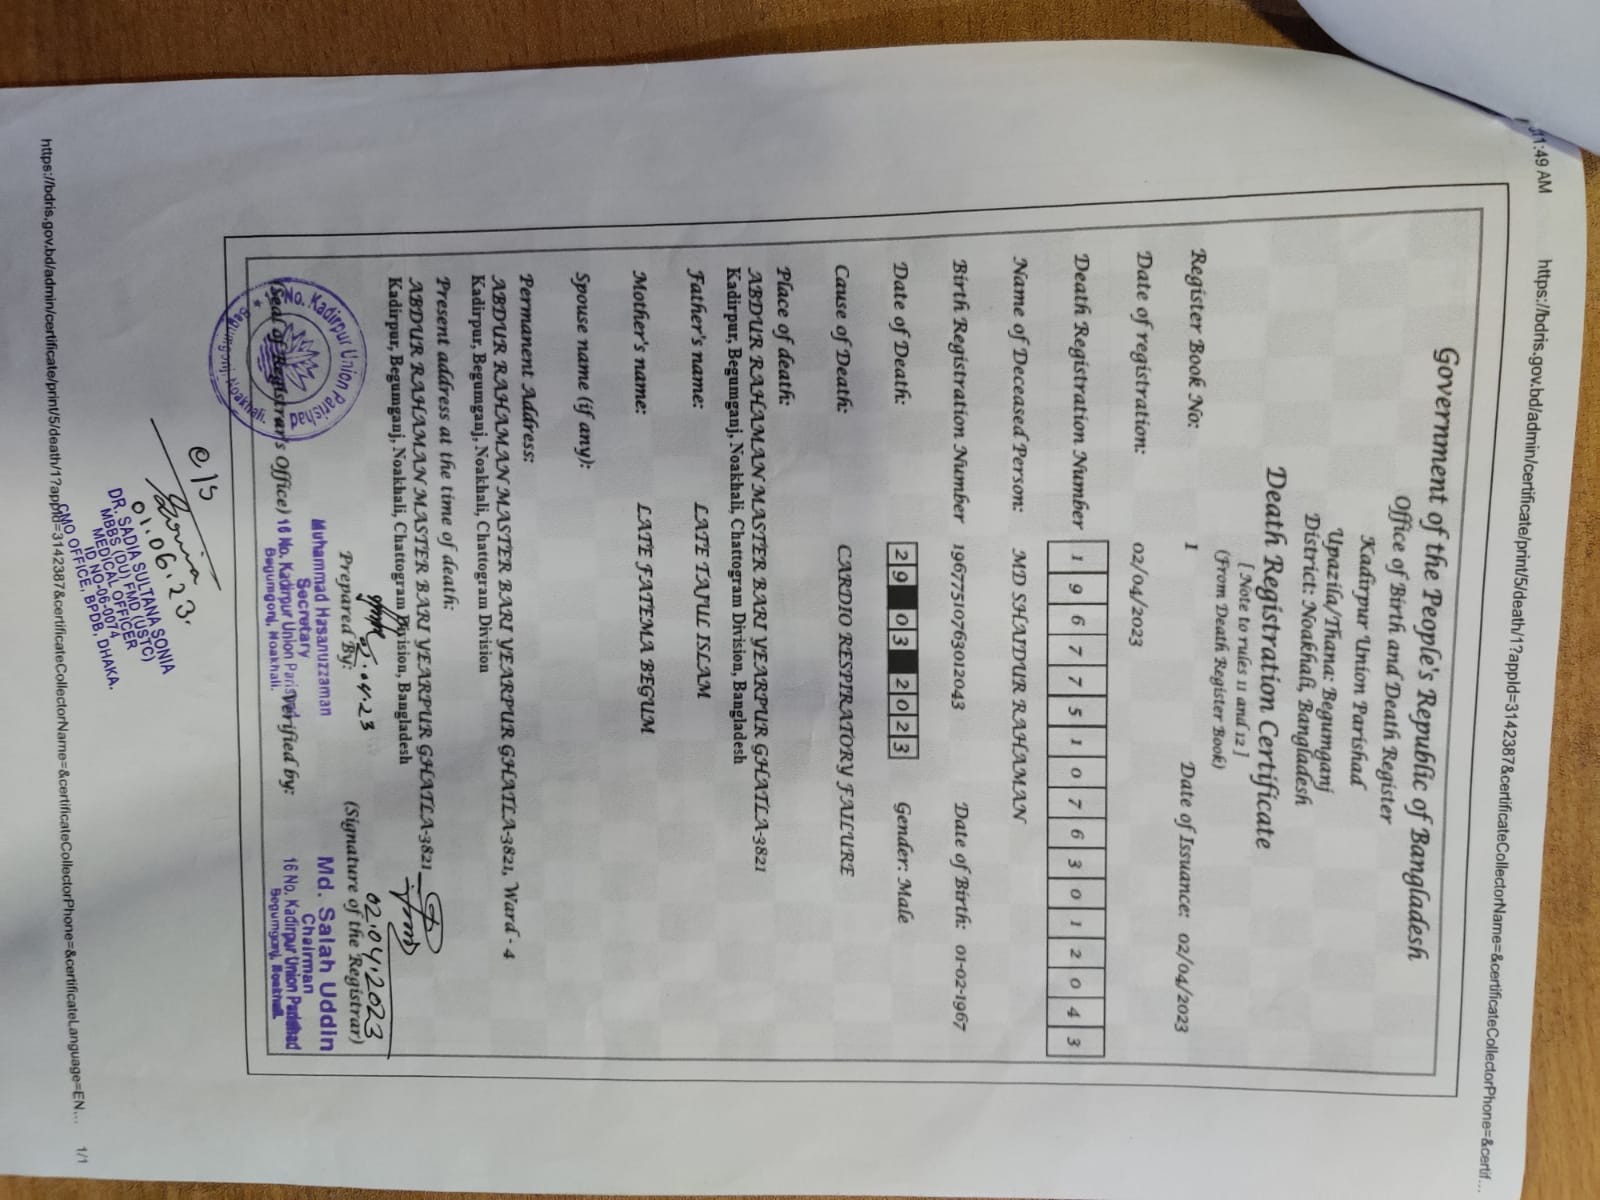 11:49 AM https://bdris.gov.bd/admin/certificate/print/5/death/1?appId=3142387&certificateCollectorName=&certificateCollectorPhone=&certif...
Government of the People's Republic of Bangladesh
Office of Birth and Death Register
Kadirpur Union Parishad
Upazila/Thana: Begumganj
District: Noakhali, Bangladesh
Death Registration Certificate
[ Note to rules 11 and 12 ]
(From Death Register Book)
Register Book No: 1 Date of Issuance: 02/04/2023
Date of registration: 02/04/2023
Death Registration Number 1 9 6 7 7 5 1 0 7 6 3 0 1 2 0 4 3
Name of Deceased Person: MD SHAIDUR RAHAMAN
Birth Registration Number 19677510763012043 Date of Birth: 01-02-1967
Date of Death: 2 9 0 3 2 0 2 3 Gender: Male
Cause of Death: CARDIO RESPIRATORY FAILURE
Place of death:
ABDUR RAHAMAN MASTER BARI YEARPUR GHATLA-3821
Kadirpur, Begumganj, Noakhali, Chattogram Division, Bangladesh
Father's name: LATE TAJUL ISLAM
Mother's name: LATE FATEMA BEGUM
Spouse name (if any):
Permanent Address:
ABDUR RAHAMAN MASTER BARI YEARPUR GHATLA-3821, Ward - 4
Kadirpur, Begumganj, Noakhali, Chattogram Division
Present address at the time of death:
ABDUR RAHAMAN MASTER BARI YEARPUR GHATLA-3821
Kadirpur, Begumganj, Noakhali, Chattogram Division, Bangladesh
02.04.2023
Prepared By: (Signature of the Registrar)
No. Kadirpur Union Parishad
Begumgonj, Noakhali.
Muhammad Hasanuzzaman
Secretary
16 No. Kadirpur Union Parishad
Begumgonj, Noakhali.
Md. Salah Uddin
Chairman
16 No. Kadirpur Union Parishad
Begumgonj, Noakhali.
(Seal of Registrar's Office) Verified by:
c/s
01.06.23.
DR. SADIA SULTANA SONIA
MBBS (DU) FMD (USTC)
MEDICAL OFFICER
ID NO-06-0074
CMO OFFICE, BPDB, DHAKA.
https://bdris.gov.bd/admin/certificate/print/5/death/1?appId=3142387&certificateCollectorName=&certificateCollectorPhone=&certificateLanguage=EN... 1/1